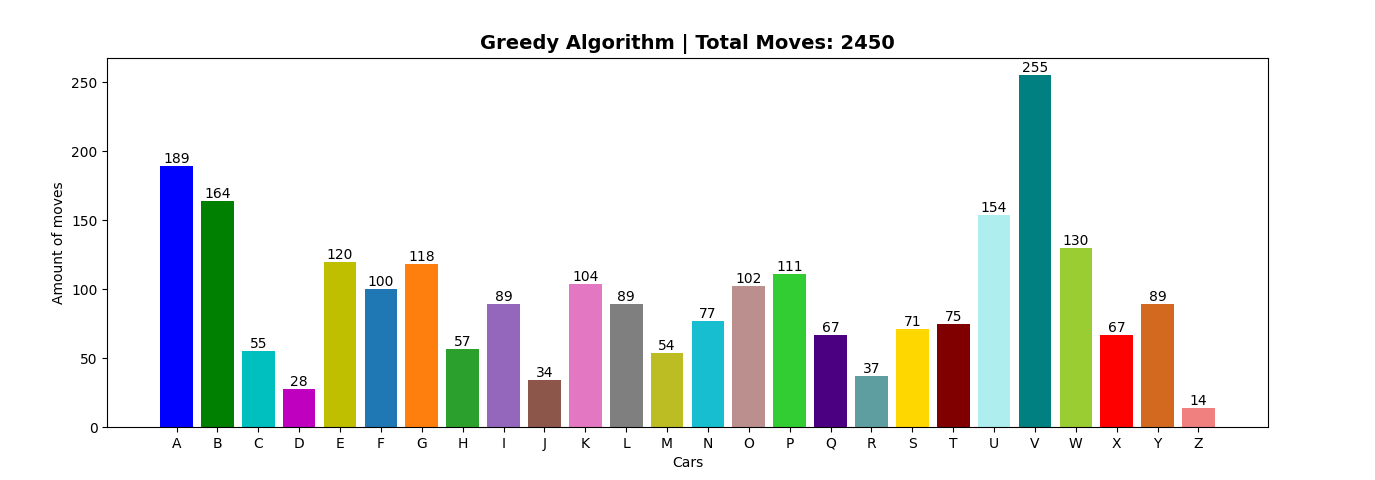 Greedy Algorithm | Total Moves: 2450
Amount of moves
250
200
150
100
50
0
189 164 55 28 120 100 118 57 89 34 104 89 54 77 102 111 67 37 71 75 154 255 130 67 89 14
A B C D E F G H I J K L M N O P Q R S T U V W X Y Z
Cars